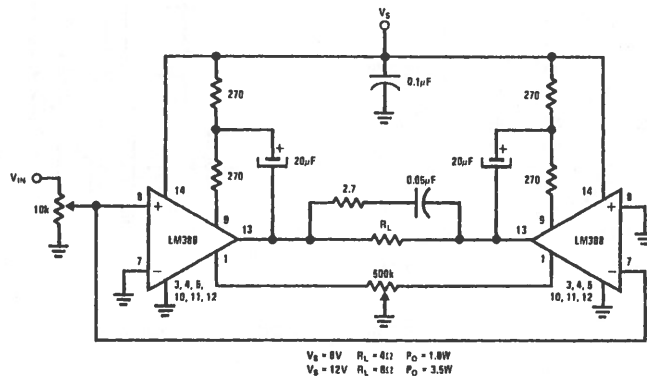 VS
0.1µF
270
270
20µF
20µF
270
270
VIN
10k
2.7
0.05µF
14
14
8
8
9
9
LM388
13
RL
13
LM388
7
1
1
7
3, 4, 5,
10, 11, 12
500k
3, 4, 5
10, 11, 12
VS = 6V RL = 4Ω PO = 1.0W
VS = 12V RL = 8Ω PO = 3.5W